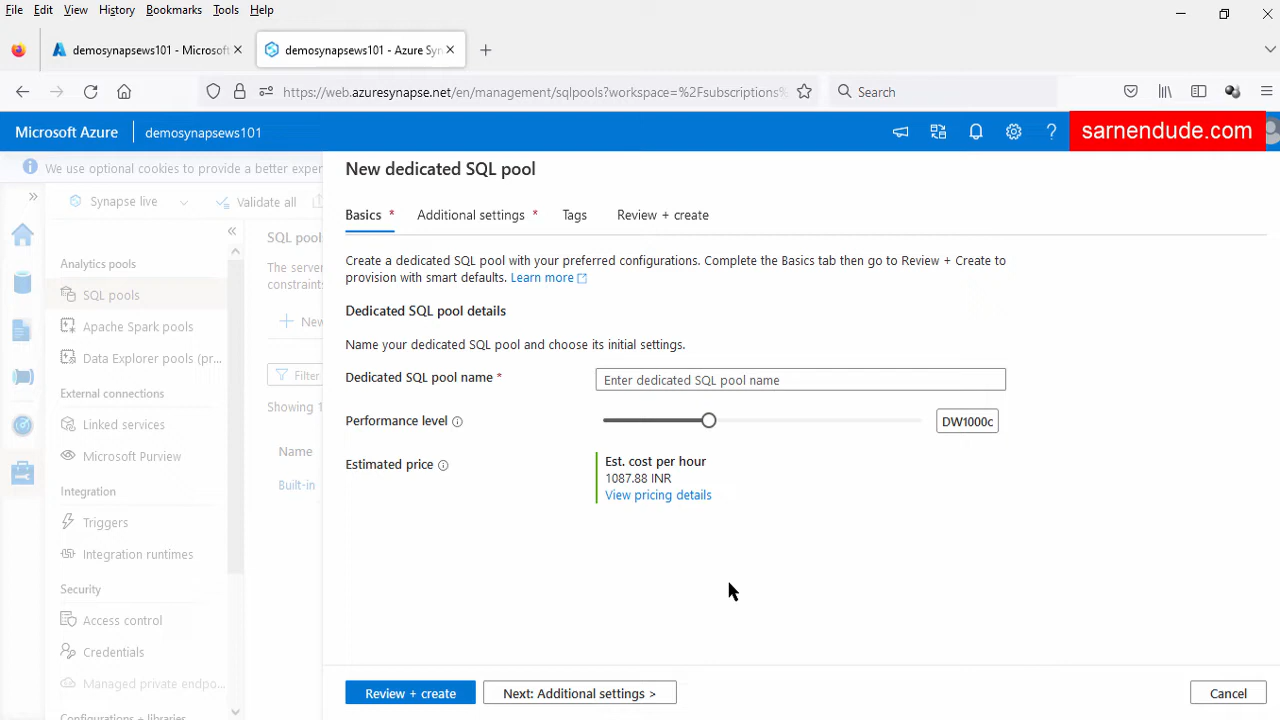 File Edit View History Bookmarks Tools Help
demosynapsews101 - Microsoft
demosynapsews101 - Azure Syn
https://web.azuresynapse.net/en/management/sqlpools?workspace=%2Fsubscriptions%
Search
Microsoft Azure demosynapsews101
sarnendude.com
We use optional cookies to provide a better exper
Synapse live
Validate all
Analytics pools
SQL pools
Apache Spark pools
Data Explorer pools (pr...
External connections
Linked services
Microsoft Purview
Integration
Triggers
Integration runtimes
Security
Access control
Credentials
Managed private endpo...
Configurations + libraries
SQL pool
The server
constraints
New
Filter
Showing 1
Name
Built-in
New dedicated SQL pool
Basics * Additional settings * Tags Review + create
Create a dedicated SQL pool with your preferred configurations. Complete the Basics tab then go to Review + Create to
provision with smart defaults. Learn more
Dedicated SQL pool details
Name your dedicated SQL pool and choose its initial settings.
Dedicated SQL pool name *
Enter dedicated SQL pool name
Performance level
DW1000c
Estimated price
Est. cost per hour
1087.88 INR
View pricing details
Review + create
Next: Additional settings >
Cancel